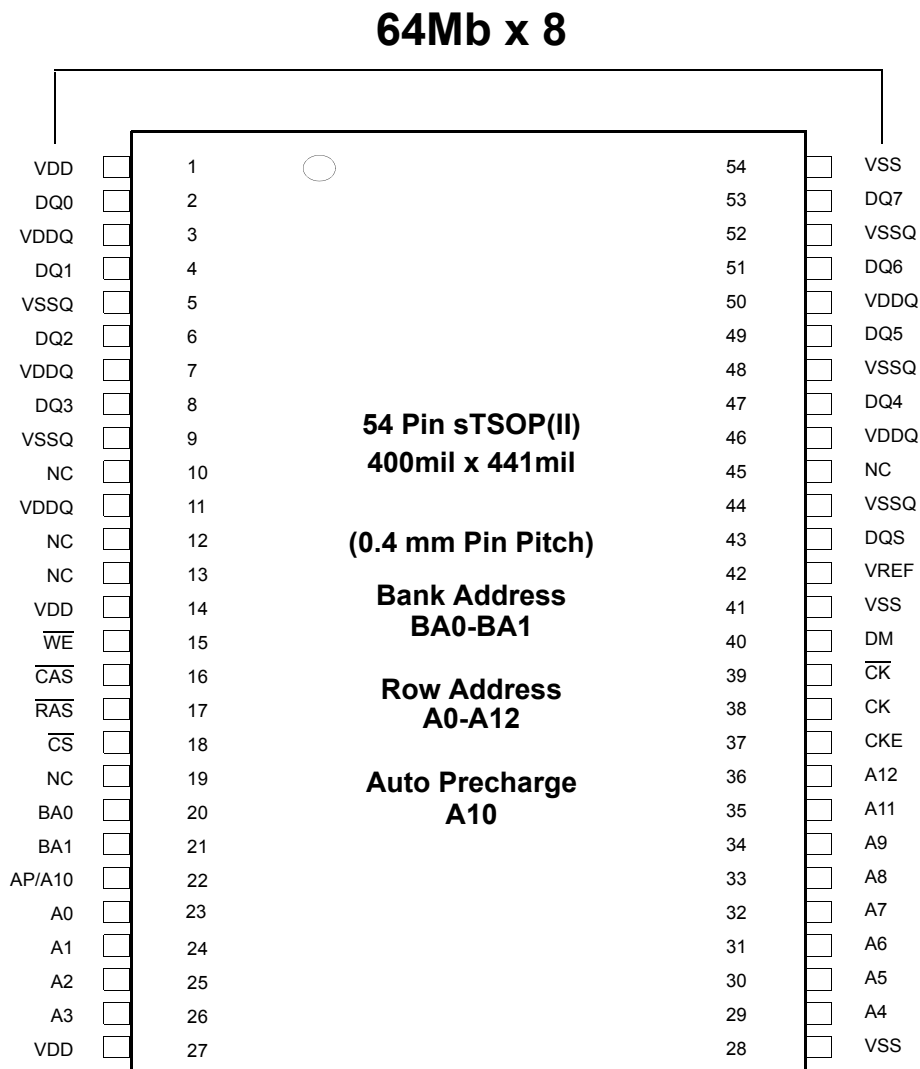 64Mb x 8
VDD 1 54 VSS
DQ0 2 53 DQ7
VDDQ 3 52 VSSQ
DQ1 4 51 DQ6
VSSQ 5 50 VDDQ
DQ2 6 49 DQ5
VDDQ 7 48 VSSQ
DQ3 8 47 DQ4
VSSQ 9 46 VDDQ
NC 10 45 NC
VDDQ 11 44 VSSQ
NC 12 43 DQS
NC 13 42 VREF
VDD 14 41 VSS
W̅E̅ 15 40 DM
C̅A̅S̅ 16 39 C̅K̅
R̅A̅S̅ 17 38 CK
C̅S̅ 18 37 CKE
NC 19 36 A12
BA0 20 35 A11
BA1 21 34 A9
AP/A10 22 33 A8
A0 23 32 A7
A1 24 31 A6
A2 25 30 A5
A3 26 29 A4
VDD 27 28 VSS
54 Pin sTSOP(II)
400mil x 441mil
(0.4 mm Pin Pitch)
Bank Address
BA0-BA1
Row Address
A0-A12
Auto Precharge
A10